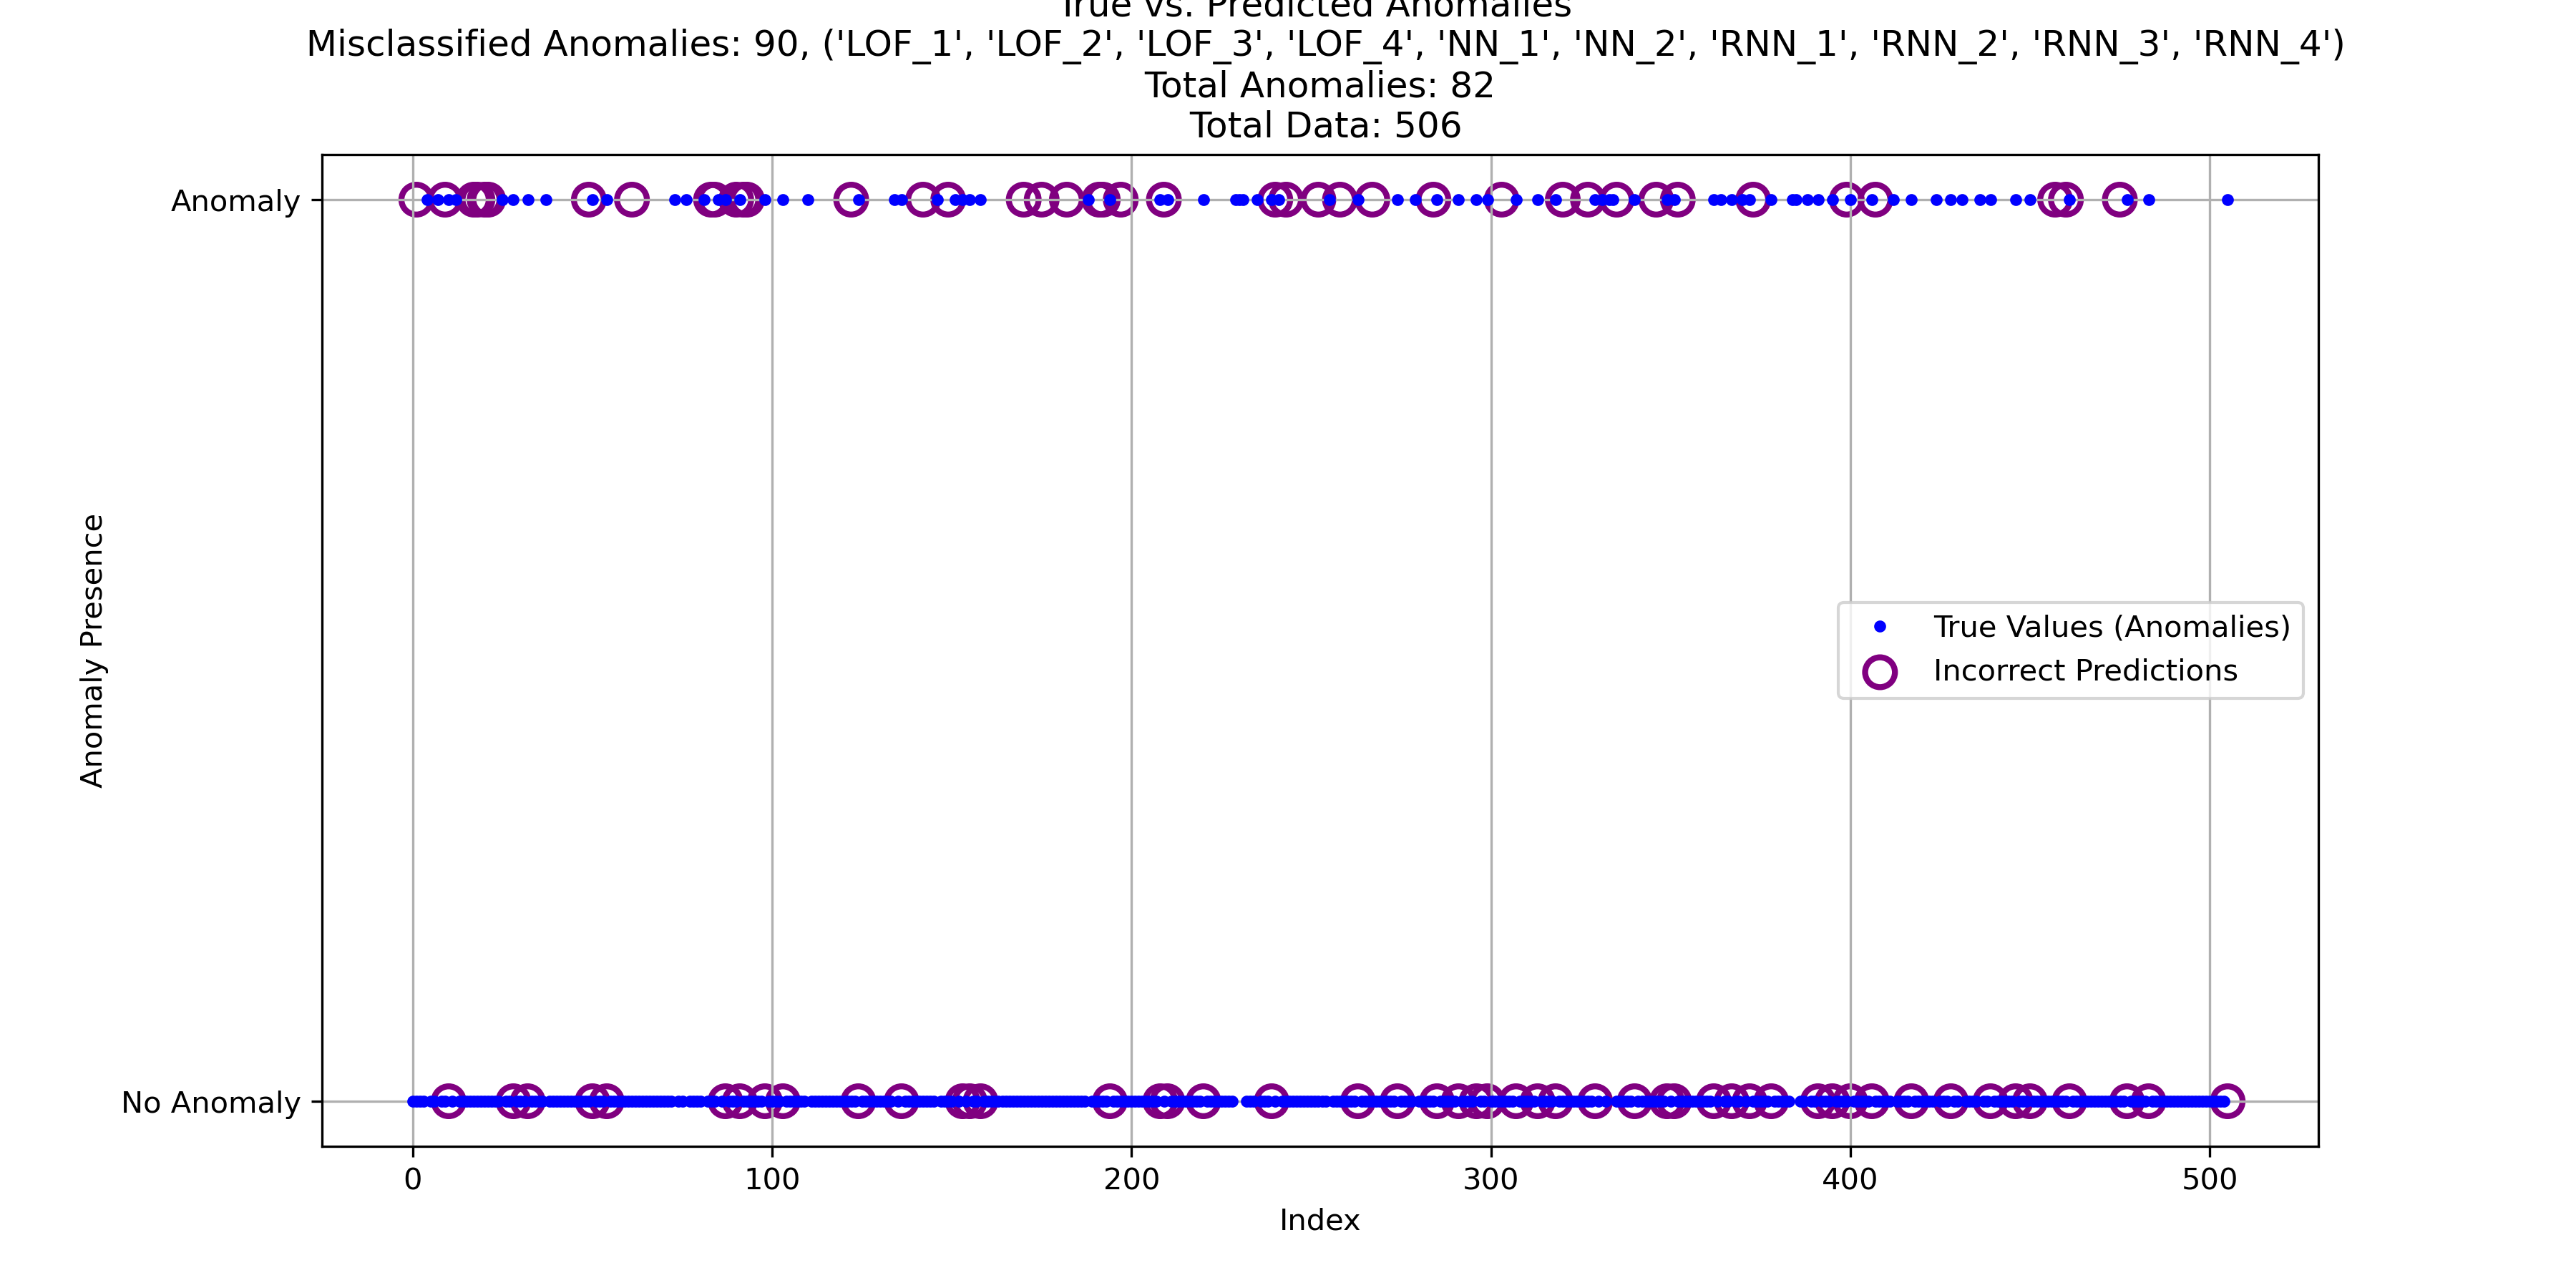 True vs. Predicted Anomalies
Misclassified Anomalies: 90, ('LOF_1', 'LOF_2', 'LOF_3', 'LOF_4', 'NN_1', 'NN_2', 'RNN_1', 'RNN_2', 'RNN_3', 'RNN_4')
Total Anomalies: 82
Total Data: 506
Anomaly
Anomaly Presence
True Values (Anomalies)
Incorrect Predictions
No Anomaly
0 100 200 300 400 500
Index